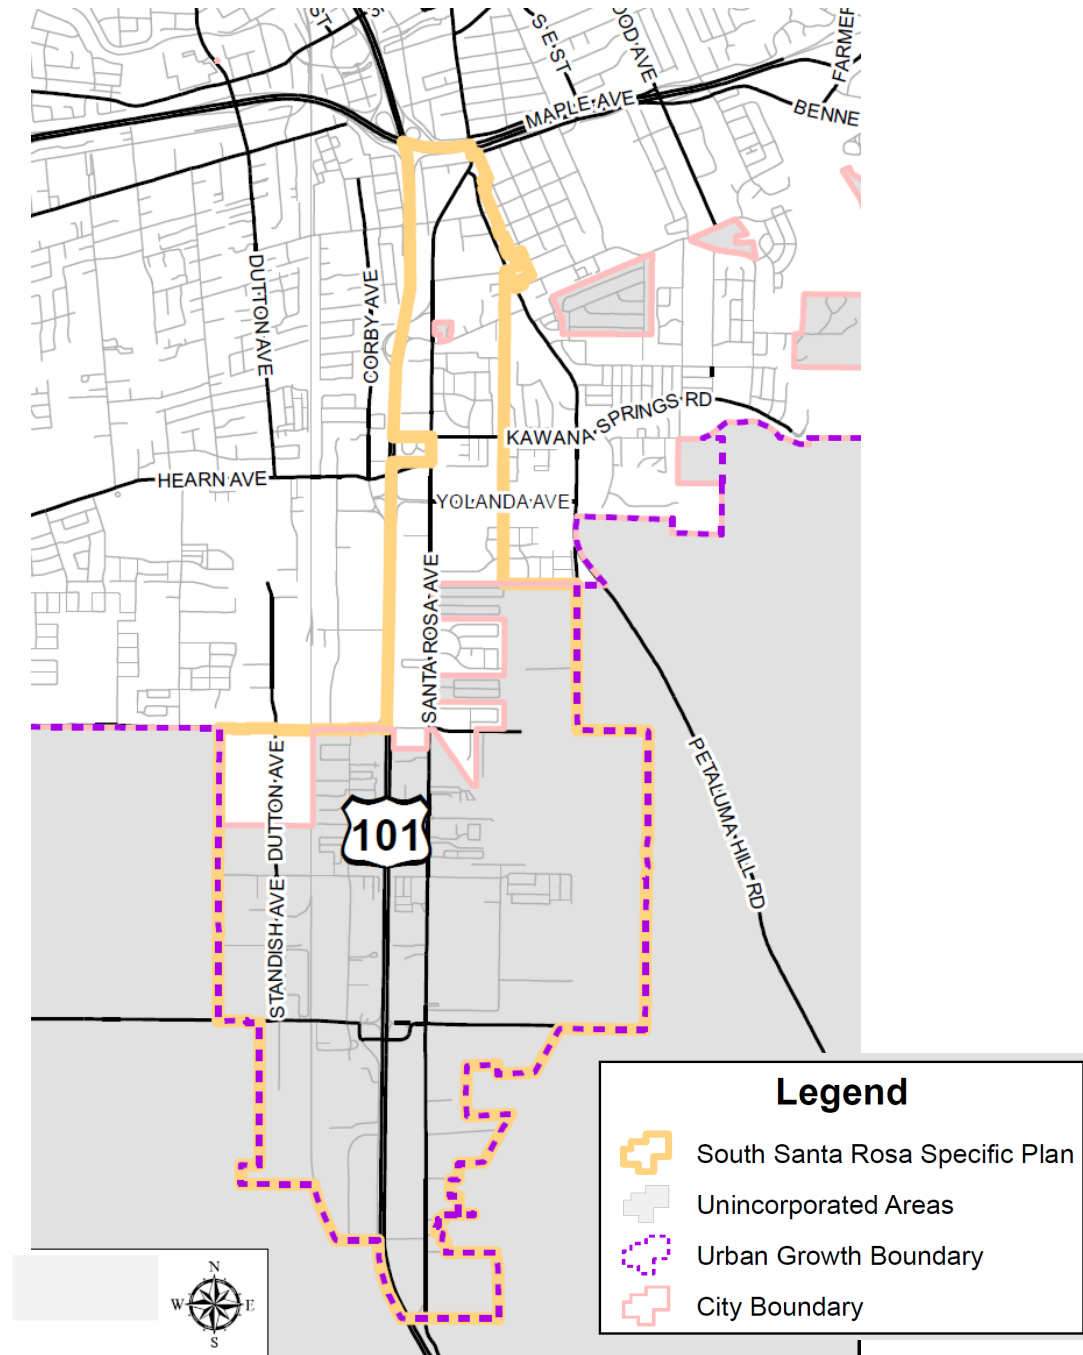 ST
S
S E ST
OOD AVE
FARMER
MAPLE AVE
BENNE
DUTTON AVE
CORBY AVE
KAWANA SPRINGS RD
HEARN AVE
YOLANDA AVE
SANTA ROSA AVE
PETALUMA HILL RD
DUTTON AVE
101
STANDISH AVE
Legend
South Santa Rosa Specific Plan
Unincorporated Areas
Urban Growth Boundary
City Boundary
N
W
E
S